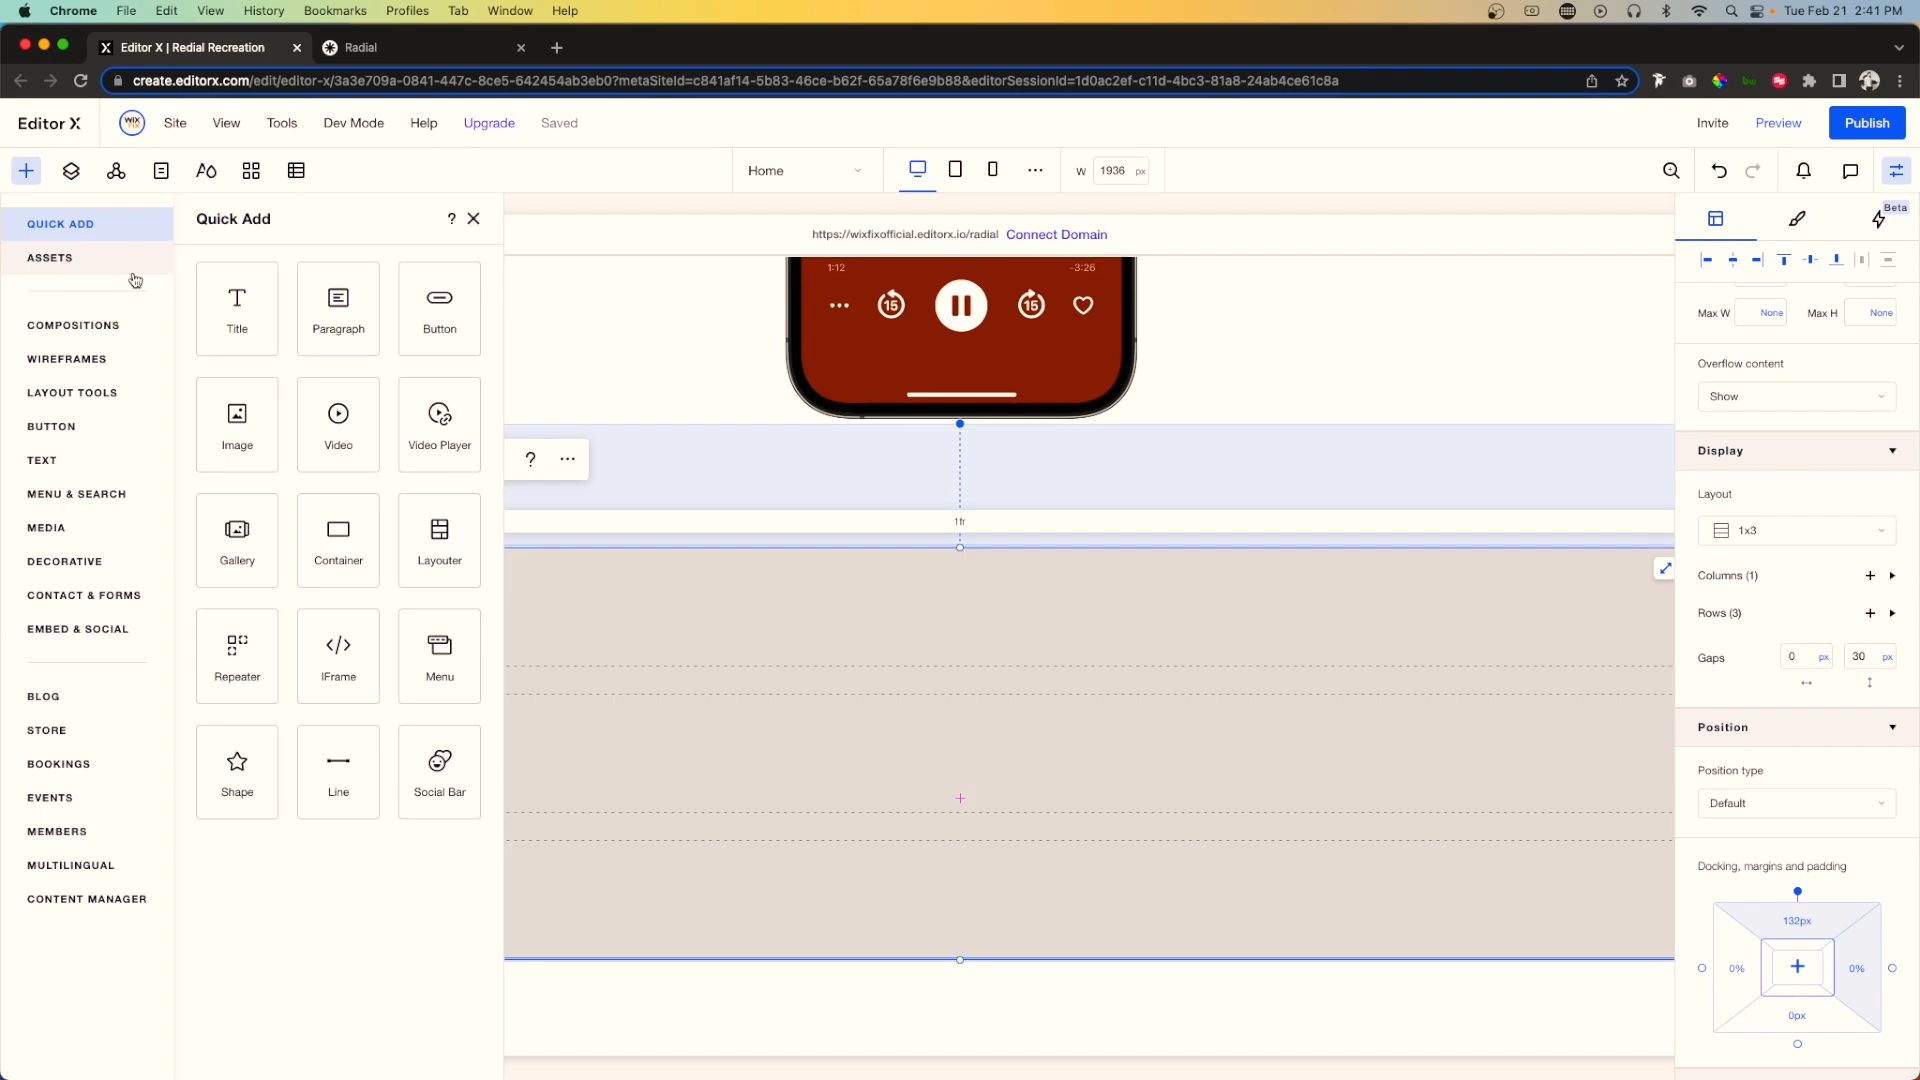 Chrome File Edit View History Bookmarks Profiles Tab Window Help Tue Feb 21 2:41 PM
X Editor X | Redial Recreation Radial
create.editorx.com/edit/editor-x/3a3e709a-0841-447c-8ce5-642454ab3eb0?metaSiteId=c841af14-5b83-46ce-b62f-65a78f6e9b88&editorSessionId=1d0ac2ef-c11d-4bc3-81a8-24ab4ce61c8a
Editor X WIX FIX Site View Tools Dev Mode Help Upgrade Saved Invite Preview Publish
Home W 1936 px
Beta
QUICK ADD
ASSETS
COMPOSITIONS
WIREFRAMES
LAYOUT TOOLS
BUTTON
TEXT
MENU & SEARCH
MEDIA
DECORATIVE
CONTACT & FORMS
EMBED & SOCIAL
BLOG
STORE
BOOKINGS
EVENTS
MEMBERS
MULTILINGUAL
CONTENT MANAGER
Quick Add ?
Title Paragraph Button
Image Video Video Player
Gallery Container Layouter
Repeater IFrame Menu
Shape Line Social Bar
https://wixfixofficial.editorx.io/radial Connect Domain
1:12 -3:26
15 15
?
1fr
Max W None Max H None
Overflow content
Show
Display
Layout
1x3
Columns (1)
Rows (3)
Gaps 0 px 30 px
Position
Position type
Default
Docking, margins and padding
132px
0% 0%
0px